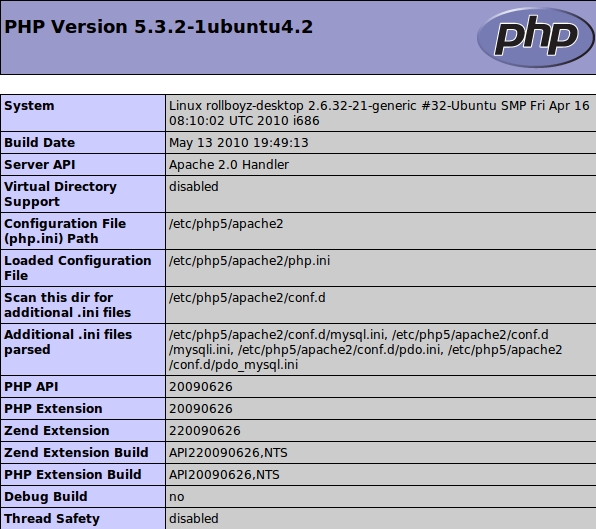 PHP Version 5.3.2-1ubuntu4.2
php
System
Linux rollboyz-desktop 2.6.32-21-generic #32-Ubuntu SMP Fri Apr 16
08:10:02 UTC 2010 i686
Build Date
May 13 2010 19:49:13
Server API
Apache 2.0 Handler
Virtual Directory
Support
disabled
Configuration File
(php.ini) Path
/etc/php5/apache2
Loaded Configuration
File
/etc/php5/apache2/php.ini
Scan this dir for
additional .ini files
/etc/php5/apache2/conf.d
Additional .ini files
parsed
/etc/php5/apache2/conf.d/mysql.ini, /etc/php5/apache2/conf.d
/mysqli.ini, /etc/php5/apache2/conf.d/pdo.ini, /etc/php5/apache2
/conf.d/pdo_mysql.ini
PHP API
20090626
PHP Extension
20090626
Zend Extension
220090626
Zend Extension Build
API220090626,NTS
PHP Extension Build
API20090626,NTS
Debug Build
no
Thread Safety
disabled